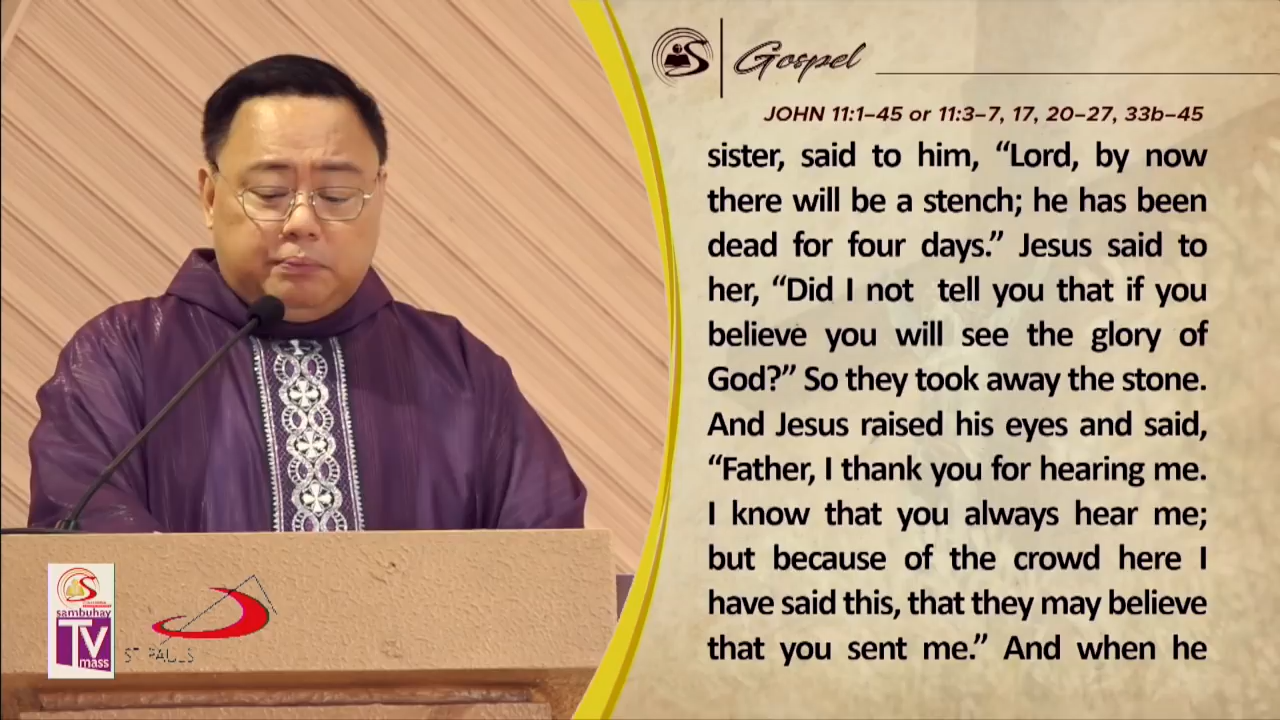 Gospel
JOHN 11:1–45 or 11:3–7, 17, 20–27, 33b–45
sister, said to him, “Lord, by now
there will be a stench; he has been
dead for four days.” Jesus said to
her, “Did I not  tell you that if you
believe you will see the glory of
God?” So they took away the stone.
And Jesus raised his eyes and said,
“Father, I thank you for hearing me.
I know that you always hear me;
but because of the crowd here I
have said this, that they may believe
that you sent me.” And when he
sambuhay
TV
mass
ST PAULS